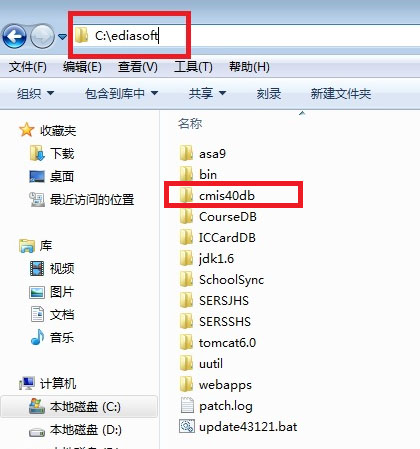 C:\ediasoft
文件(F) 编辑(E) 查看(V) 工具(T) 帮助(H)
组织 包含到库中 共享 刻录 新建文件夹
收藏夹
下载
桌面
最近访问的位置
库
视频
图片
文档
音乐
计算机
本地磁盘 (C:)
本地磁盘 (D:)
名称
asa9
bin
cmis40db
CourseDB
ICCardDB
jdk1.6
SchoolSync
SERSJHS
SERSSHS
tomcat6.0
uutil
webapps
patch.log
update43121.bat